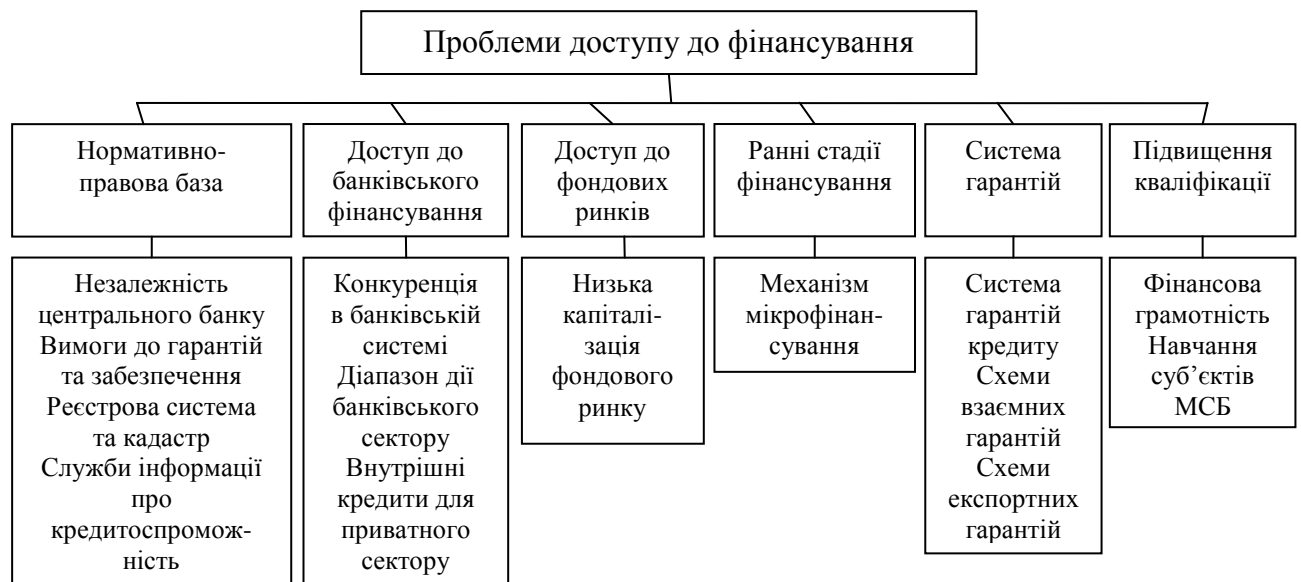 Проблеми доступу до фінансування
Нормативно-
правова база
Доступ до
банківського
фінансування
Доступ до
фондових
ринків
Ранні стадії
фінансування
Система
гарантій
Підвищення
кваліфікації
Незалежність
центрального банку
Вимоги до гарантій
та забезпечення
Реєстрова система
та кадастр
Служби інформації
про
кредитоспромож-
ність
Конкуренція
в банківській
системі
Діапазон дії
банківського
сектору
Внутрішні
кредити для
приватного
сектору
Низька
капіталі-
зація
фондового
ринку
Механізм
мікрофінан-
сування
Система
гарантій
кредиту
Схеми
взаємних
гарантій
Схеми
експортних
гарантій
Фінансова
грамотність
Навчання
суб’єктів
МСБ